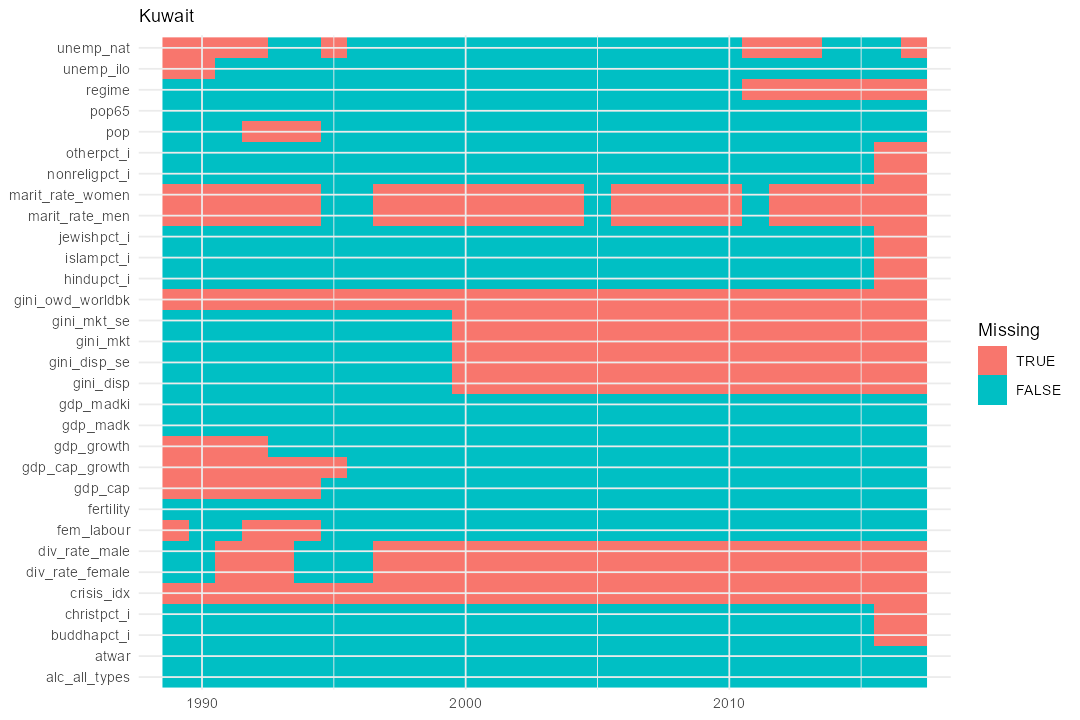 Kuwait
unemp_nat
unemp_ilo
regime
pop65
pop
otherpct_i
nonreligpct_i
marit_rate_women
marit_rate_men
jewishpct_i
islampct_i
hindupct_i
gini_owd_worldbk
gini_mkt_se
gini_mkt
gini_disp_se
gini_disp
gdp_madki
gdp_madk
gdp_growth
gdp_cap_growth
gdp_cap
fertility
fem_labour
div_rate_male
div_rate_female
crisis_idx
christpct_i
buddhapct_i
atwar
alc_all_types
1990 2000 2010
Missing
TRUE
FALSE